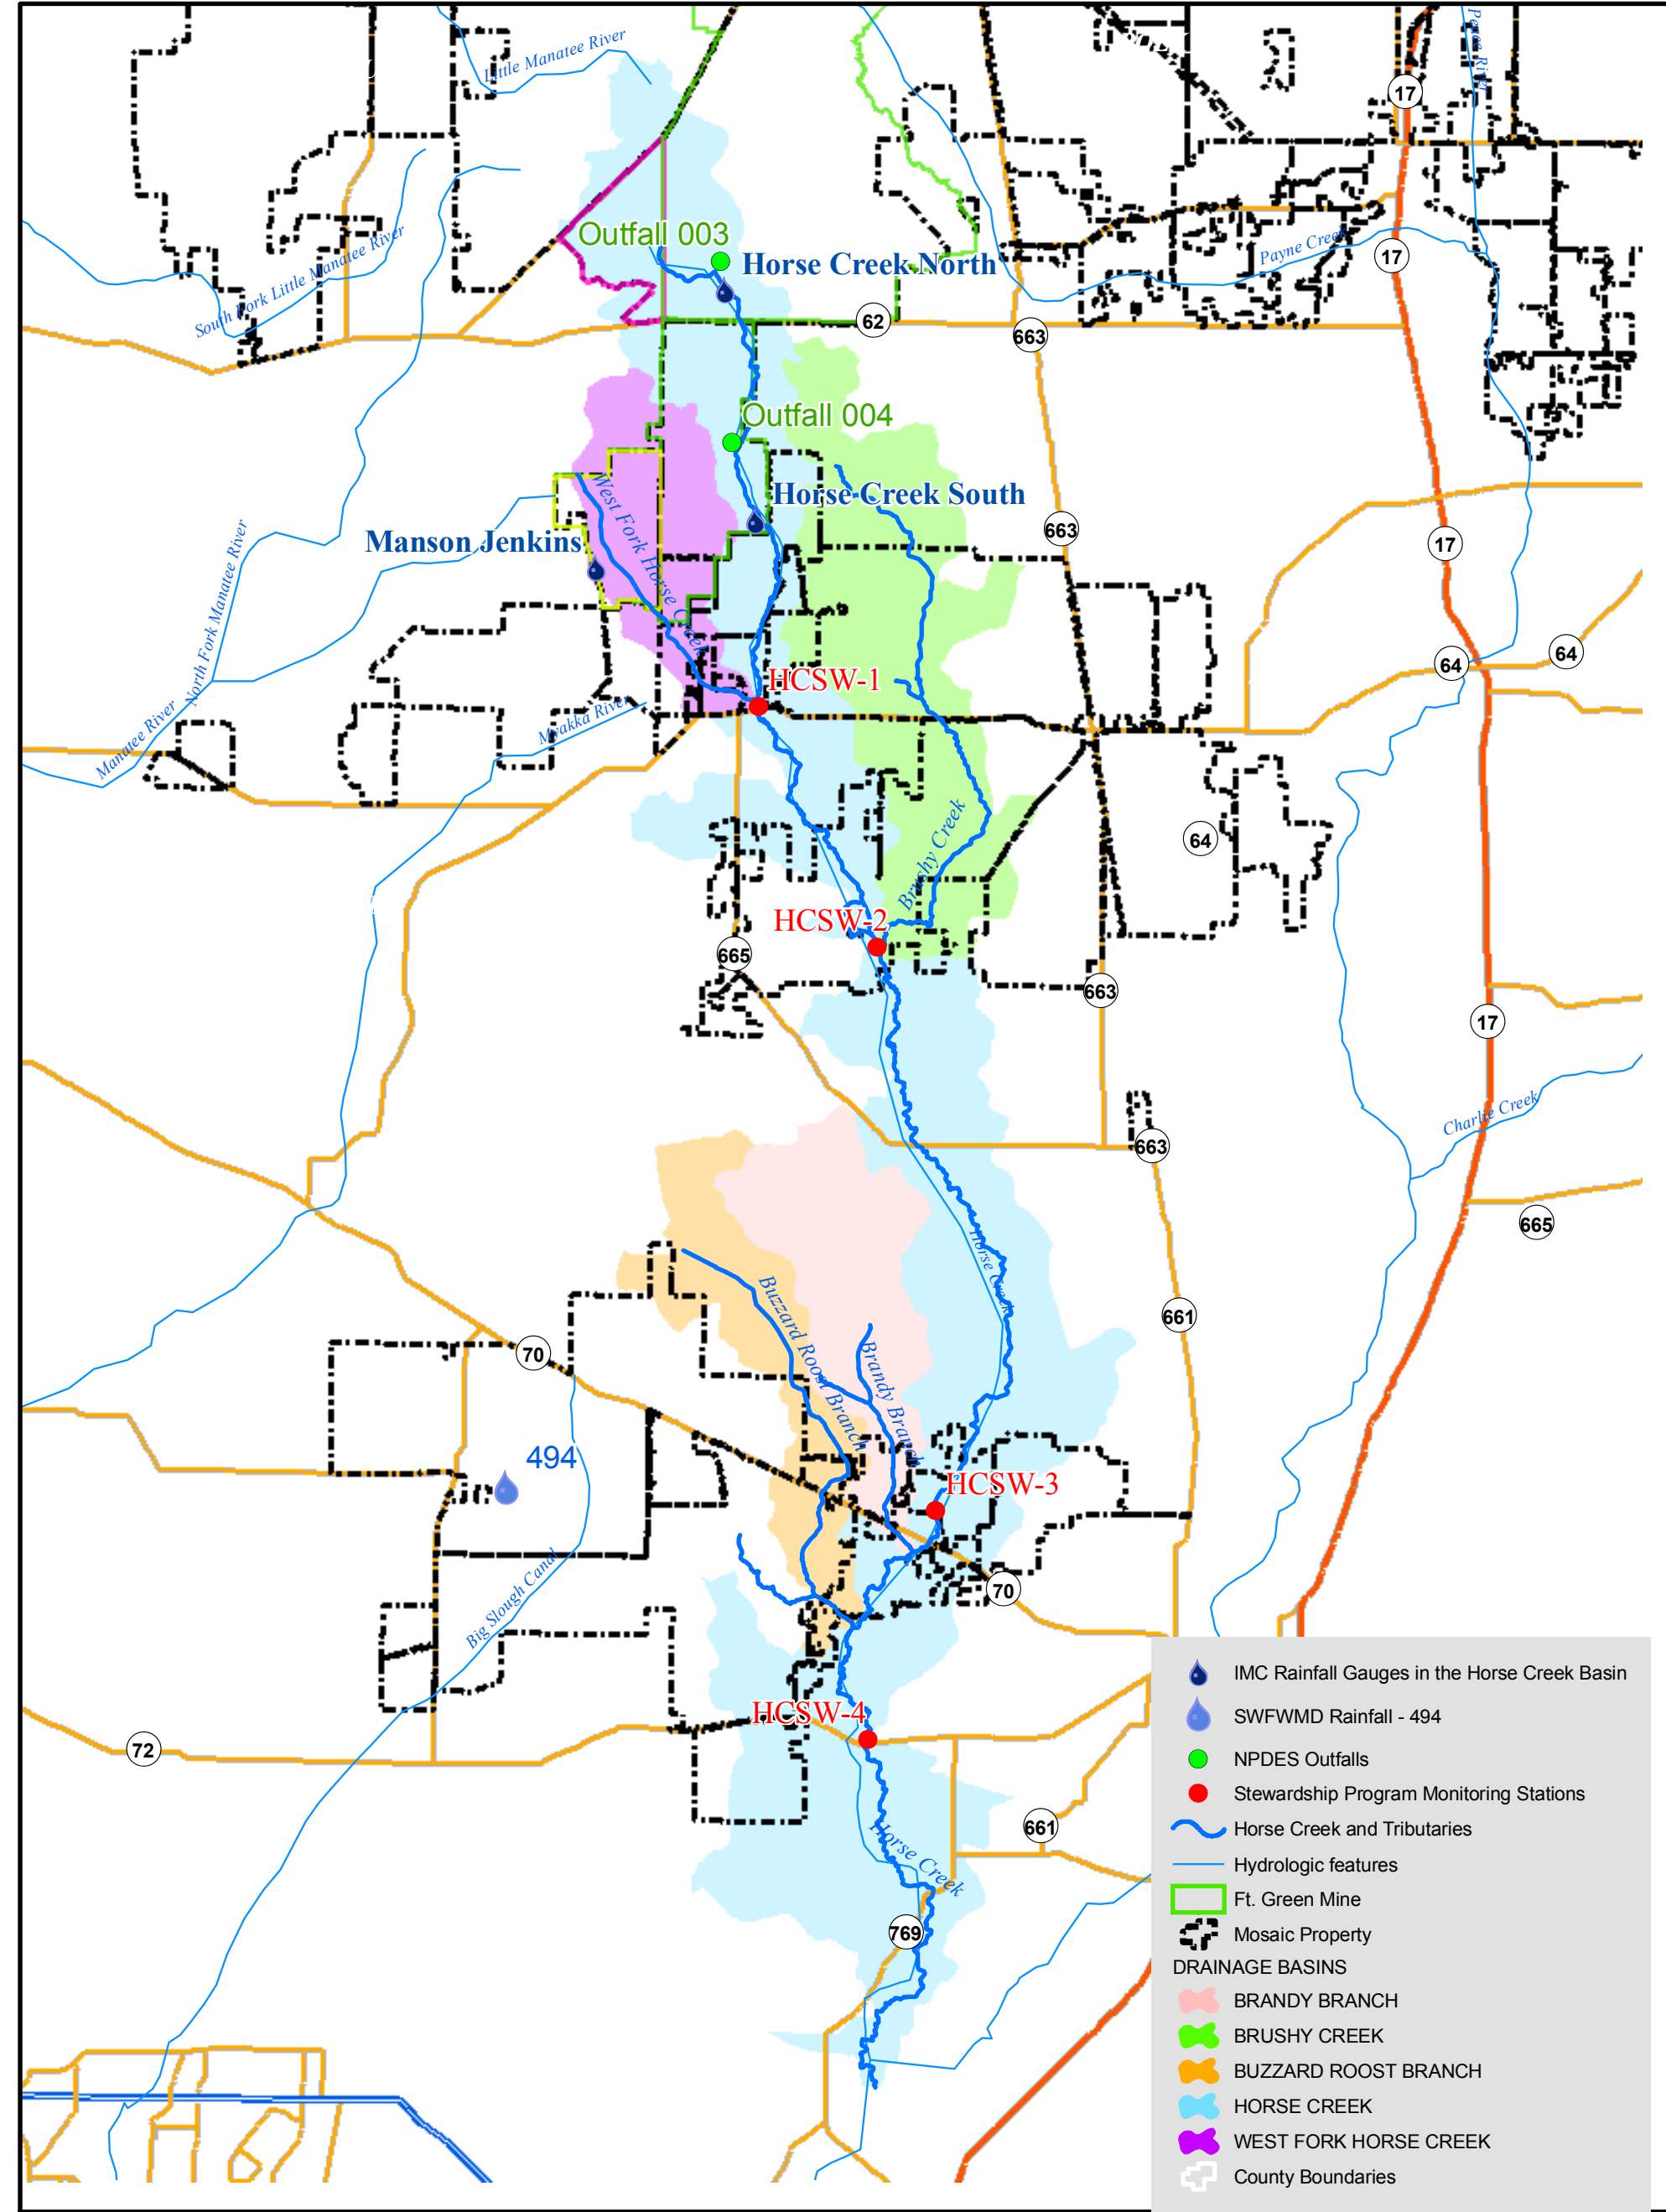 Little Manatee River
Peace River
17
South Fork Little Manatee River
Outfall 003
Horse Creek North
Payne Creek
17
62
663
Outfall 004
West Fork Horse Creek
Horse Creek South
Manson Jenkins
663
17
North Fork Manatee River
64
64
HCSW-1
Manatee River
Myakka River
64
Brushy Creek
HCSW-2
665
663
17
Charlie Creek
663
665
Horse Creek
661
Buzzard Roost Branch
Brandy Branch
70
494
HCSW-3
Big Slough Canal
70
HCSW-4
72
661
Horse Creek
769
IMC Rainfall Gauges in the Horse Creek Basin
SWFWMD Rainfall - 494
NPDES Outfalls
Stewardship Program Monitoring Stations
Horse Creek and Tributaries
Hydrologic features
Ft. Green Mine
Mosaic Property
DRAINAGE BASINS
BRANDY BRANCH
BRUSHY CREEK
BUZZARD ROOST BRANCH
HORSE CREEK
WEST FORK HORSE CREEK
County Boundaries